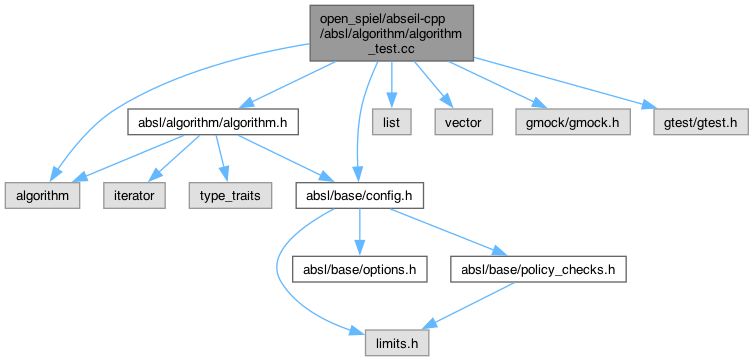 open_spiel/abseil-cpp
/absl/algorithm/algorithm
_test.cc
absl/algorithm/algorithm.h
list
vector
gmock/gmock.h
gtest/gtest.h
algorithm
iterator
type_traits
absl/base/config.h
absl/base/options.h
absl/base/policy_checks.h
limits.h